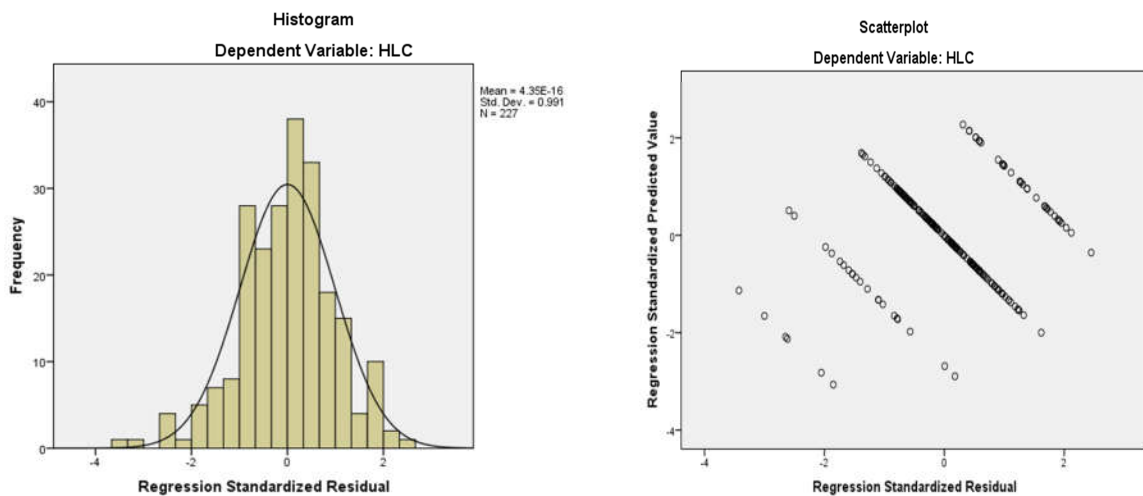 Histogram
Dependent Variable: HLC
Mean = 4.35E-16
Std. Dev. = 0.991
N = 227
Frequency
40
30
20
10
0
-4
-2
0
2
Regression Standardized Residual
Scatterplot
Dependent Variable: HLC
Regression Standardized Predicted Value
2
0
-2
-4
-4
-2
0
2
Regression Standardized Residual